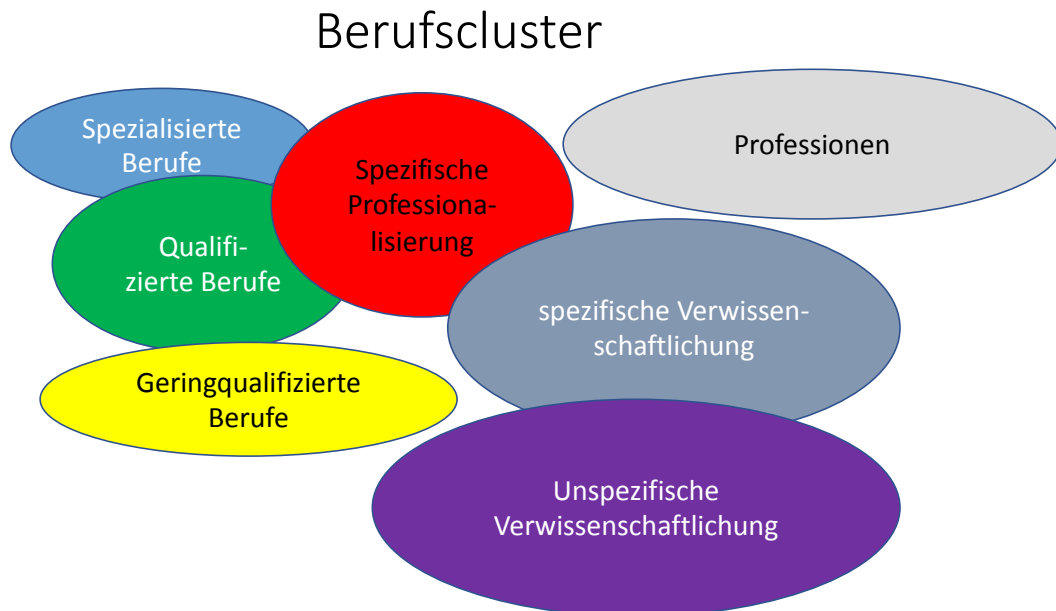 Berufscluster
Spezialisierte
Berufe
Spezifische
Professiona-
lisierung
Professionen
Qualifi-
zierte Berufe
spezifische Verwissen-
schaftlichung
Geringqualifizierte
Berufe
Unspezifische
Verwissenschaftlichung